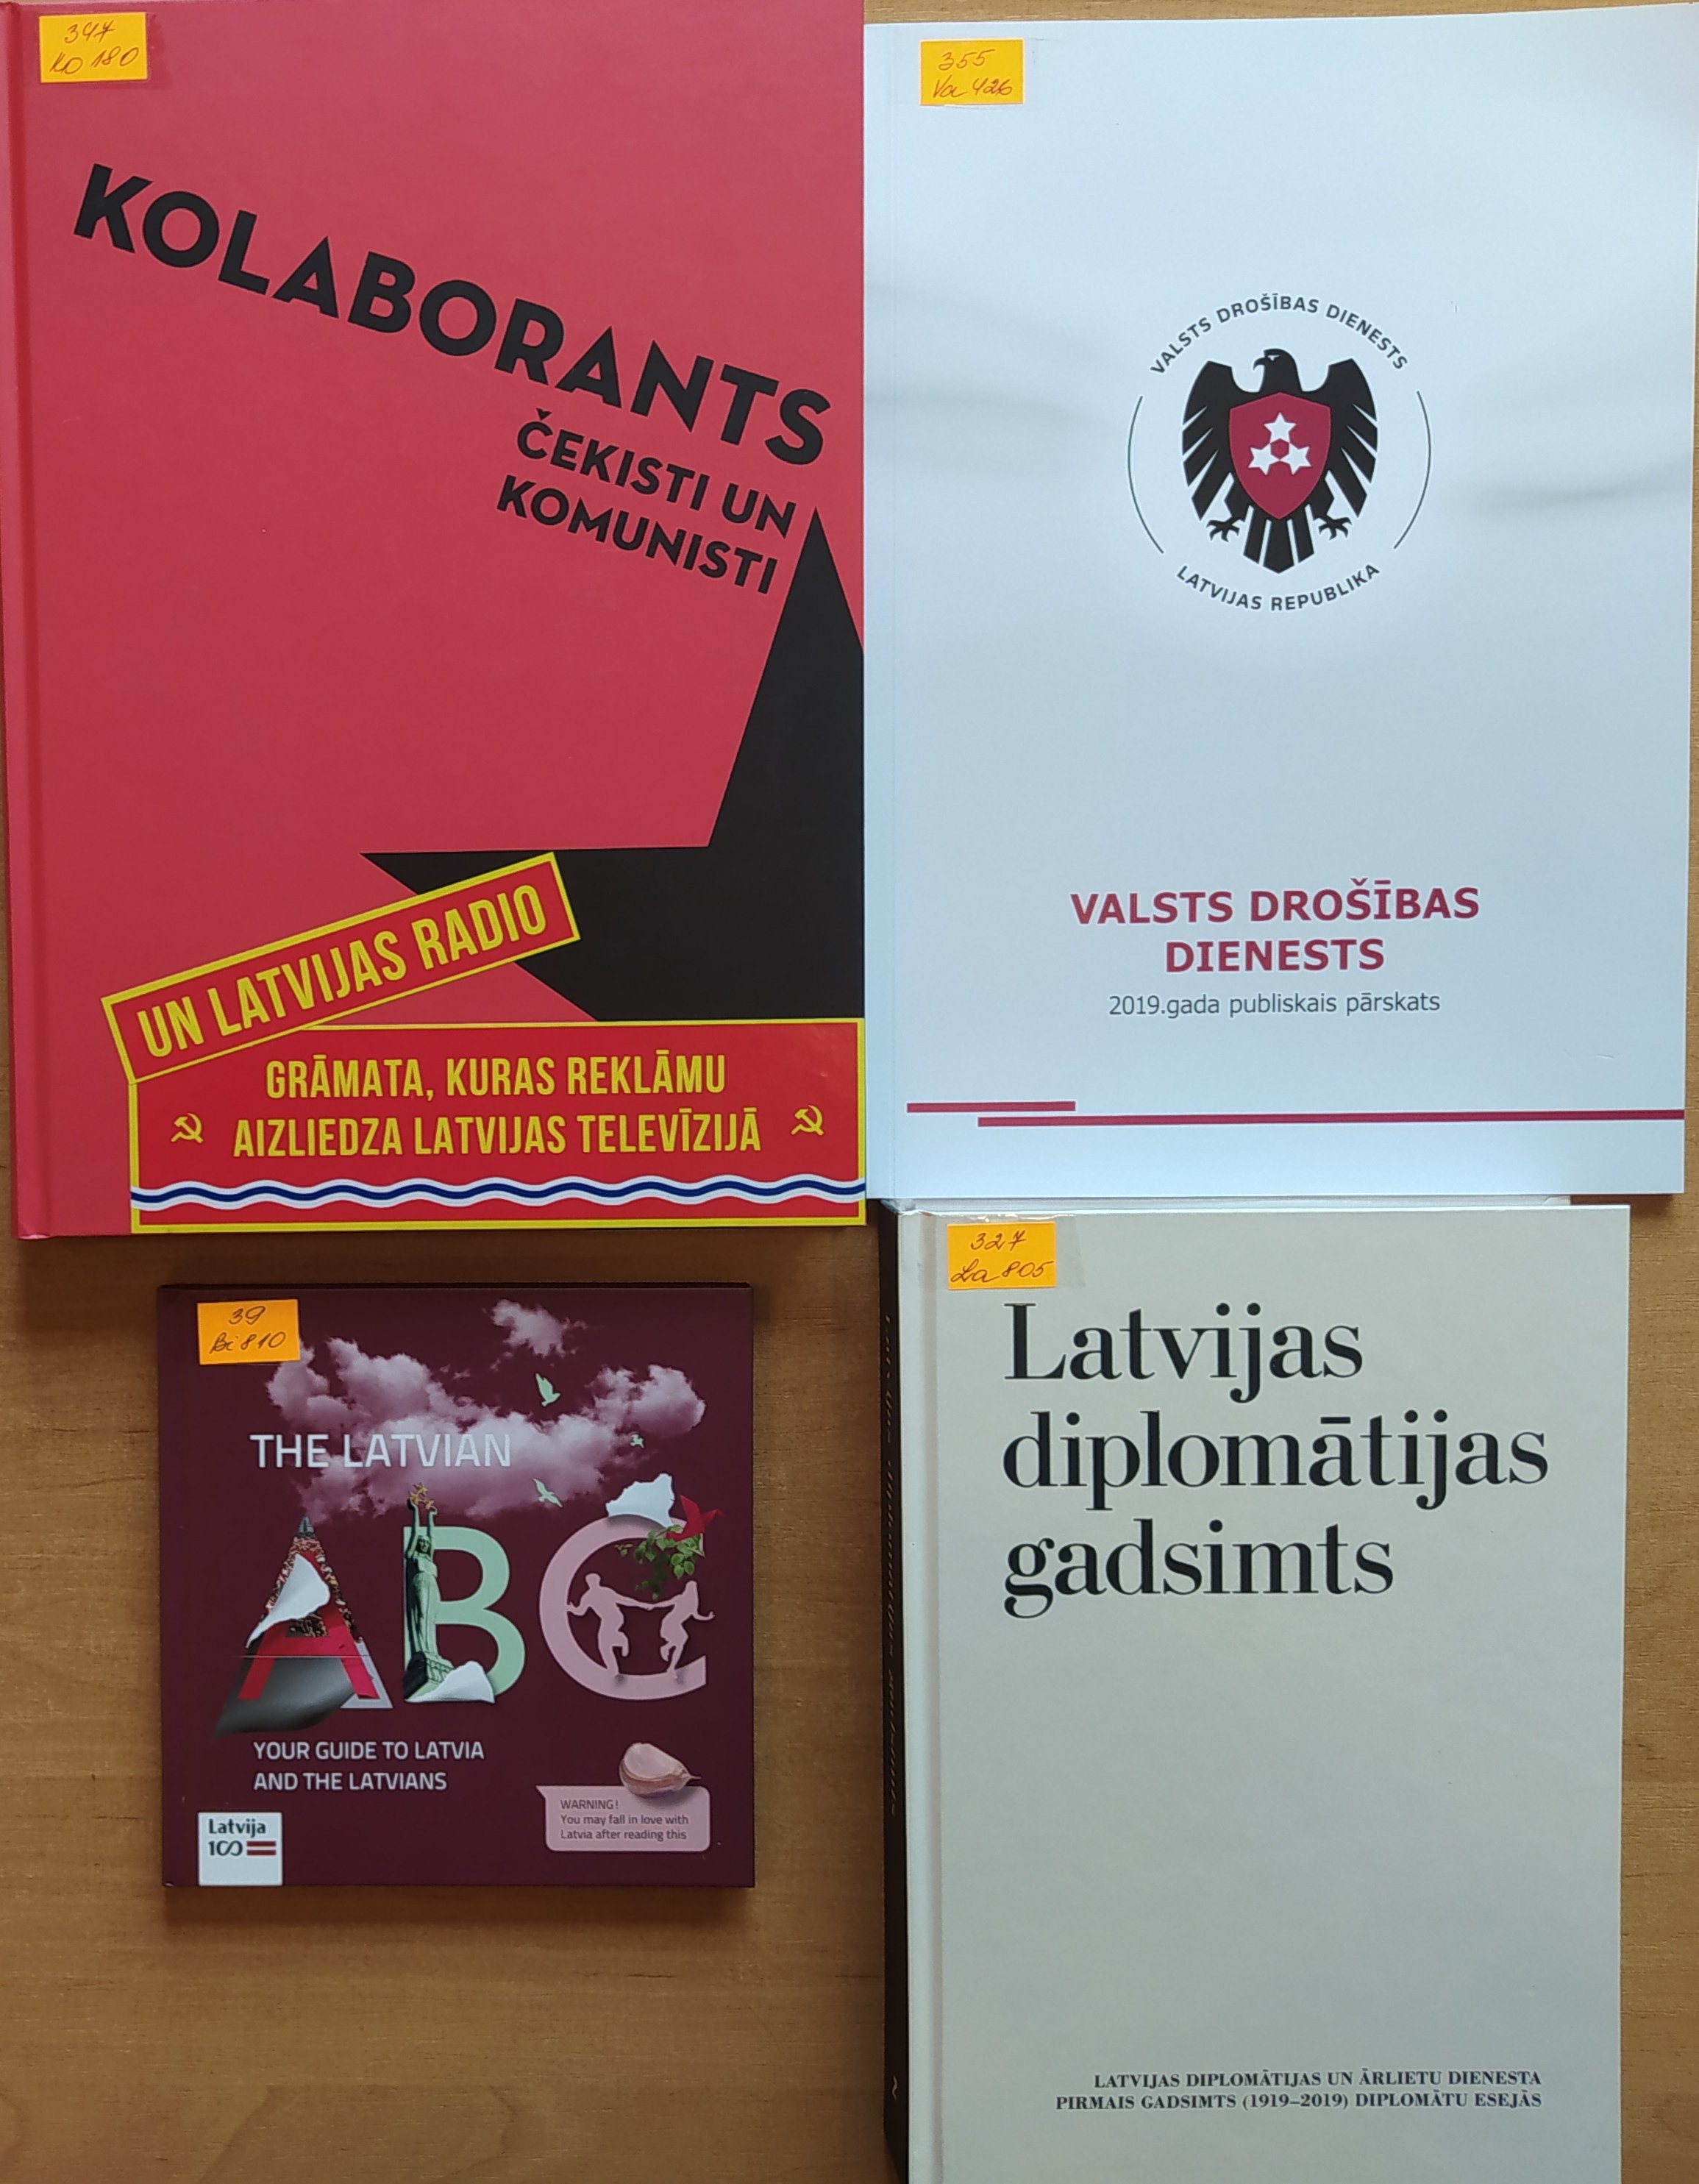 347
Ko 180
KOLABORANTS
ČEKISTI UN
KOMUNISTI
UN LATVIJAS RADIO
GRĀMATA, KURAS REKLĀMU
AIZLIEDZA LATVIJAS TELEVĪZIJĀ
355
Va 426
VALSTS DROŠĪBAS DIENESTS
LATVIJAS REPUBLIKA
VALSTS DROŠĪBAS
DIENESTS
2019.gada publiskais pārskats
39
Bi 810
THE LATVIAN
ABC
YOUR GUIDE TO LATVIA
AND THE LATVIANS
WARNING!
You may fall in love with
Latvia after reading this
Latvija
100
327
La 805
Latvijas
diplomātijas
gadsimts
LATVIJAS DIPLOMĀTIJAS UN ĀRLIETU DIENESTA
PIRMAIS GADSIMTS (1919–2019) DIPLOMĀTU ESEJĀS